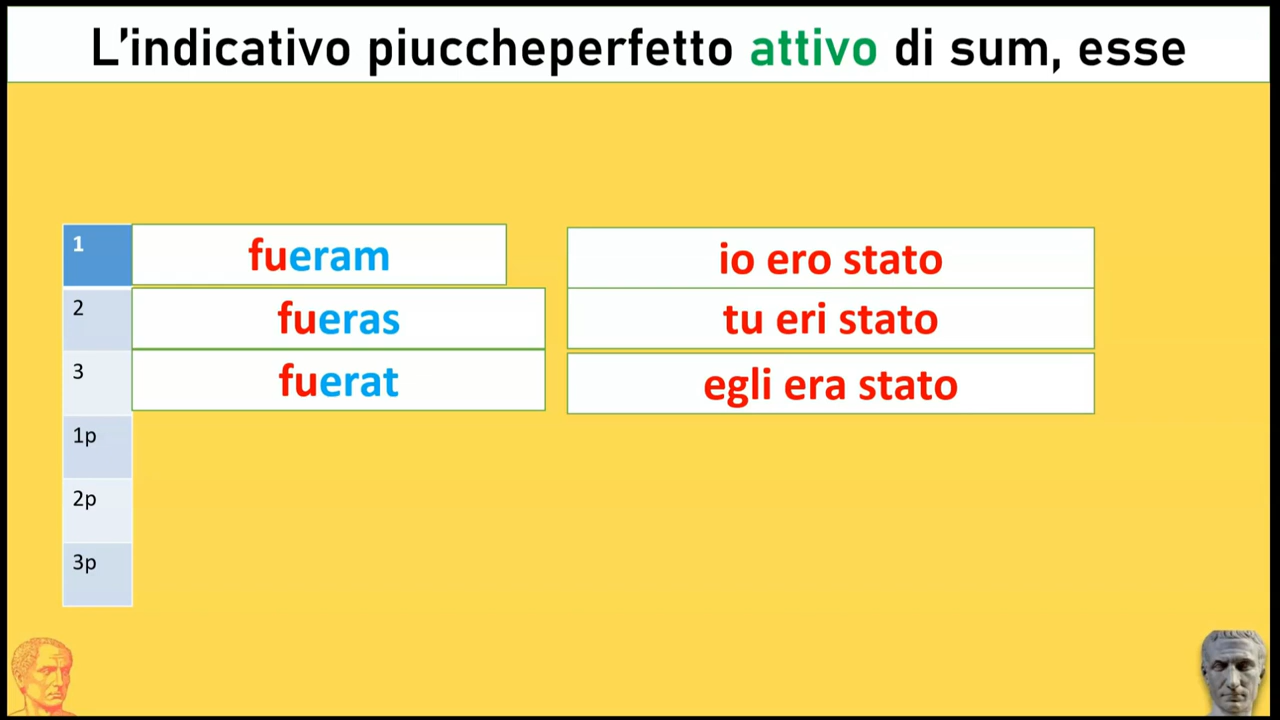 L'indicativo piuccheperfetto attivo di sum, esse
1 fueram io ero stato
2 fueras tu eri stato
3 fuerat egli era stato
1p
2p
3p